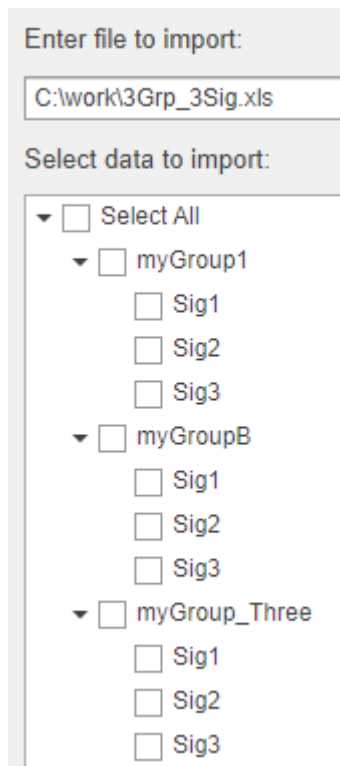 Enter file to import:
C:\work\3Grp_3Sig.xls
Select data to import:
Select All
myGroup1
Sig1
Sig2
Sig3
myGroupB
Sig1
Sig2
Sig3
myGroup_Three
Sig1
Sig2
Sig3